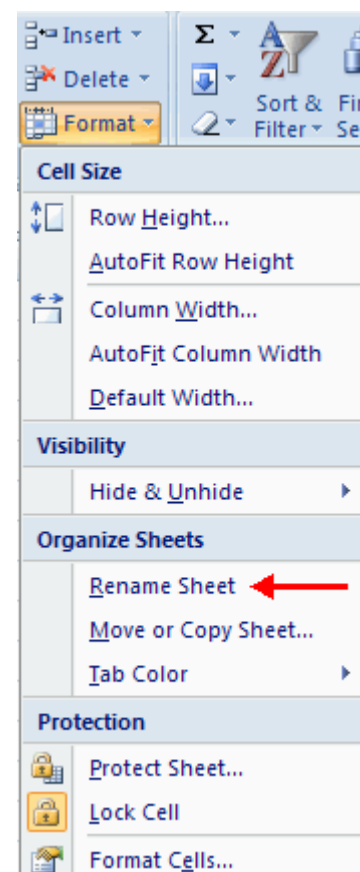 Insert
Σ
Delete
Sort &
Format
Filter
Cell Size
Row Height...
AutoFit Row Height
Column Width...
AutoFit Column Width
Default Width...
Visibility
Hide & Unhide
Organize Sheets
Rename Sheet
Move or Copy Sheet...
Tab Color
Protection
Protect Sheet...
Lock Cell
Format Cells...